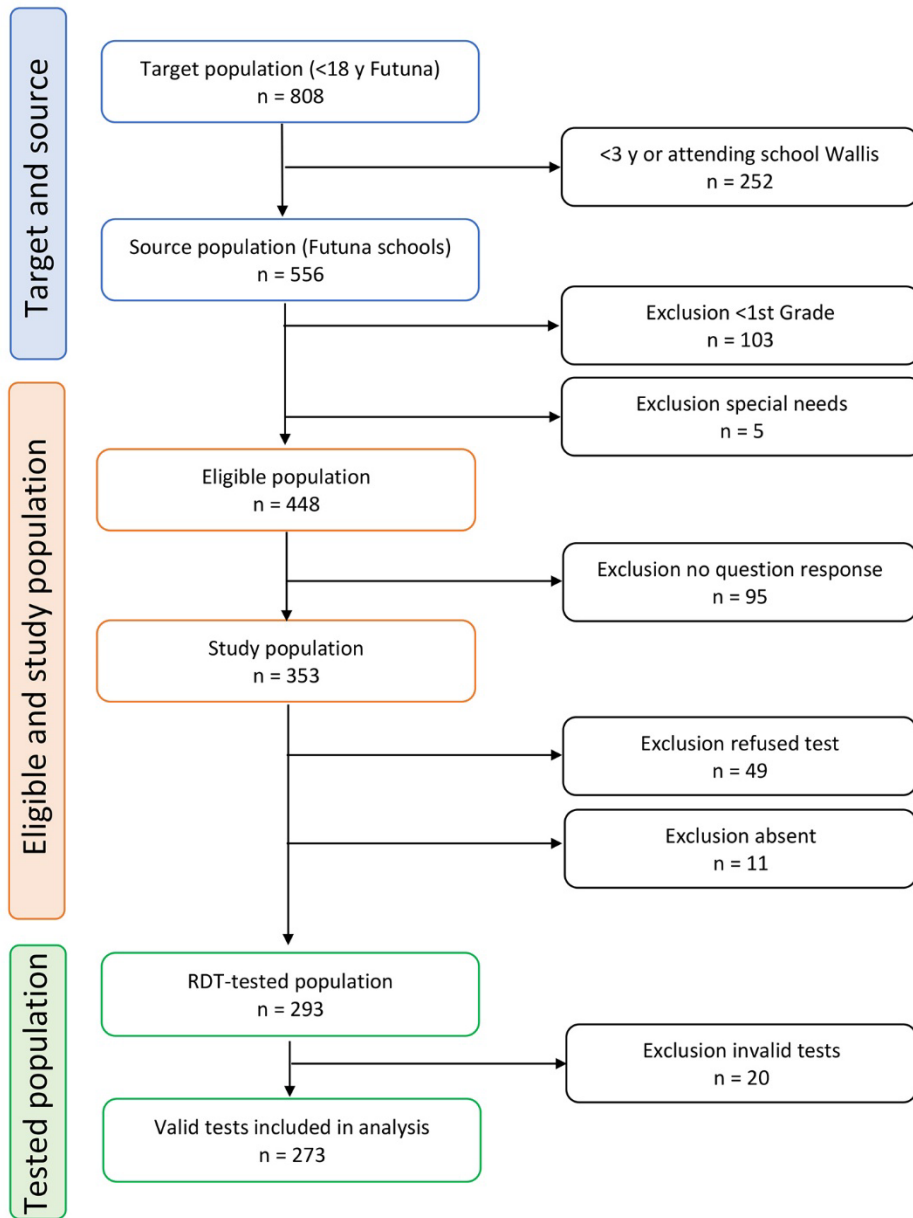 Target and source
Target population (<18 y Futuna)
n = 808
<3 y or attending school Wallis
n = 252
Source population (Futuna schools)
n = 556
Exclusion <1st Grade
n = 103
Exclusion special needs
n = 5
Eligible and study population
Eligible population
n = 448
Exclusion no question response
n = 95
Study population
n = 353
Exclusion refused test
n = 49
Exclusion absent
n = 11
Tested population
RDT-tested population
n = 293
Exclusion invalid tests
n = 20
Valid tests included in analysis
n = 273